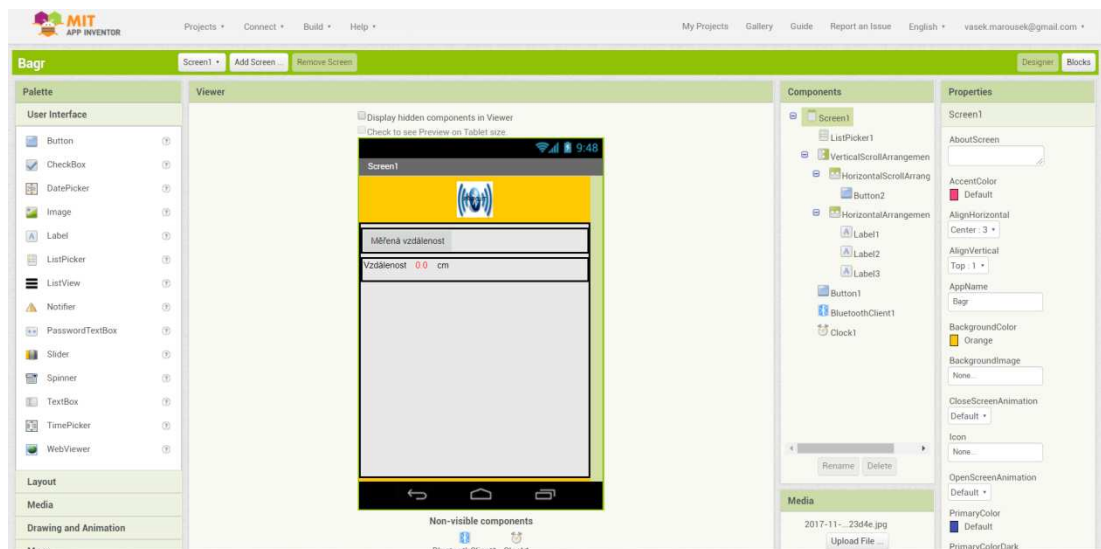 MIT
APP INVENTOR
Projects
Connect
Build
Help
My Projects
Gallery
Guide
Report an Issue
English
vasek.marousek@gmail.com
Bagr
Screen1
Add Screen ...
Remove Screen
Designer
Blocks
Palette
User Interface
Button
CheckBox
DatePicker
Image
Label
ListPicker
ListView
Notifier
PasswordTextBox
Slider
Spinner
TextBox
TimePicker
WebViewer
Layout
Media
Drawing and Animation
Viewer
Display hidden components in Viewer
Check to see Preview on Tablet size.
9:48
Screen1
Měřená vzdálenost
Vzdálenost 0.0 cm
Non-visible components
BluetoothClient1 Clock1
Components
Screen1
ListPicker1
VerticalScrollArrangemen
HorizontalScrollArrang
Button2
HorizontalArrangemen
Label1
Label2
Label3
Button1
BluetoothClient1
Clock1
Rename Delete
Media
2017-11-...23d4e.jpg
Upload File ...
Properties
Screen1
AboutScreen
AccentColor
Default
AlignHorizontal
Center : 3
AlignVertical
Top : 1
AppName
Bagr
BackgroundColor
Orange
BackgroundImage
None...
CloseScreenAnimation
Default
Icon
None...
OpenScreenAnimation
Default
PrimaryColor
Default
PrimaryColorDark